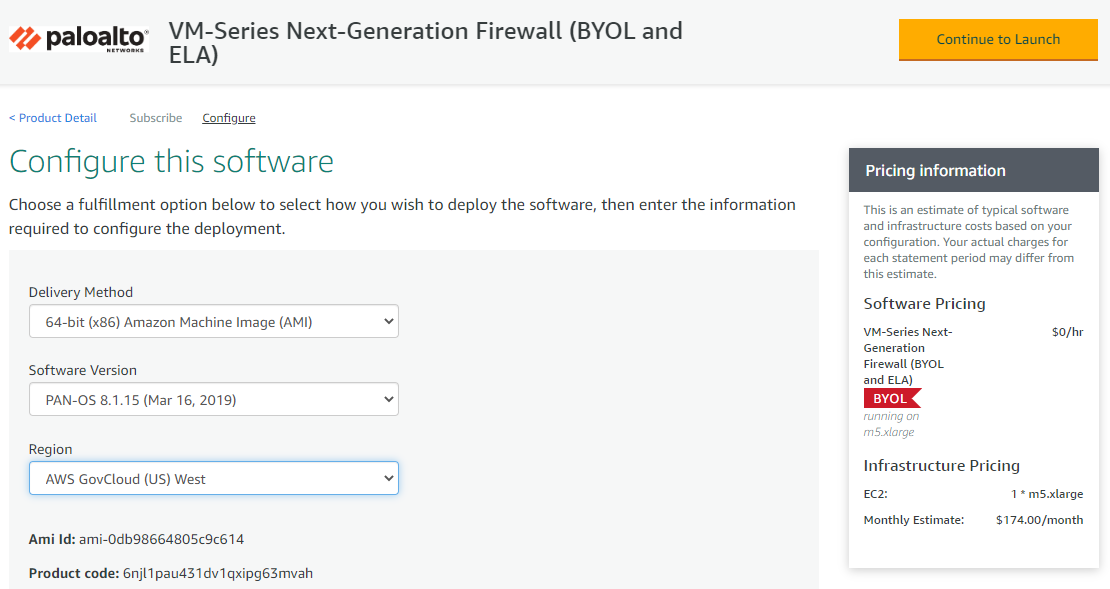 paloalto
NETWORKS
VM-Series Next-Generation Firewall (BYOL and
ELA)
Continue to Launch
< Product Detail
Subscribe
Configure
Configure this software
Choose a fulfillment option below to select how you wish to deploy the software, then enter the information
required to configure the deployment.
Delivery Method
64-bit (x86) Amazon Machine Image (AMI)
Software Version
PAN-OS 8.1.15 (Mar 16, 2019)
Region
AWS GovCloud (US) West
Ami Id: ami-0db98664805c9c614
Product code: 6njl1pau431dv1qxipg63mvah
Pricing information
This is an estimate of typical software
and infrastructure costs based on your
configuration. Your actual charges for
each statement period may differ from
this estimate.
Software Pricing
VM-Series Next- $0/hr
Generation
Firewall (BYOL
and ELA)
BYOL
running on
m5.xlarge
Infrastructure Pricing
EC2: 1 * m5.xlarge
Monthly Estimate: $174.00/month